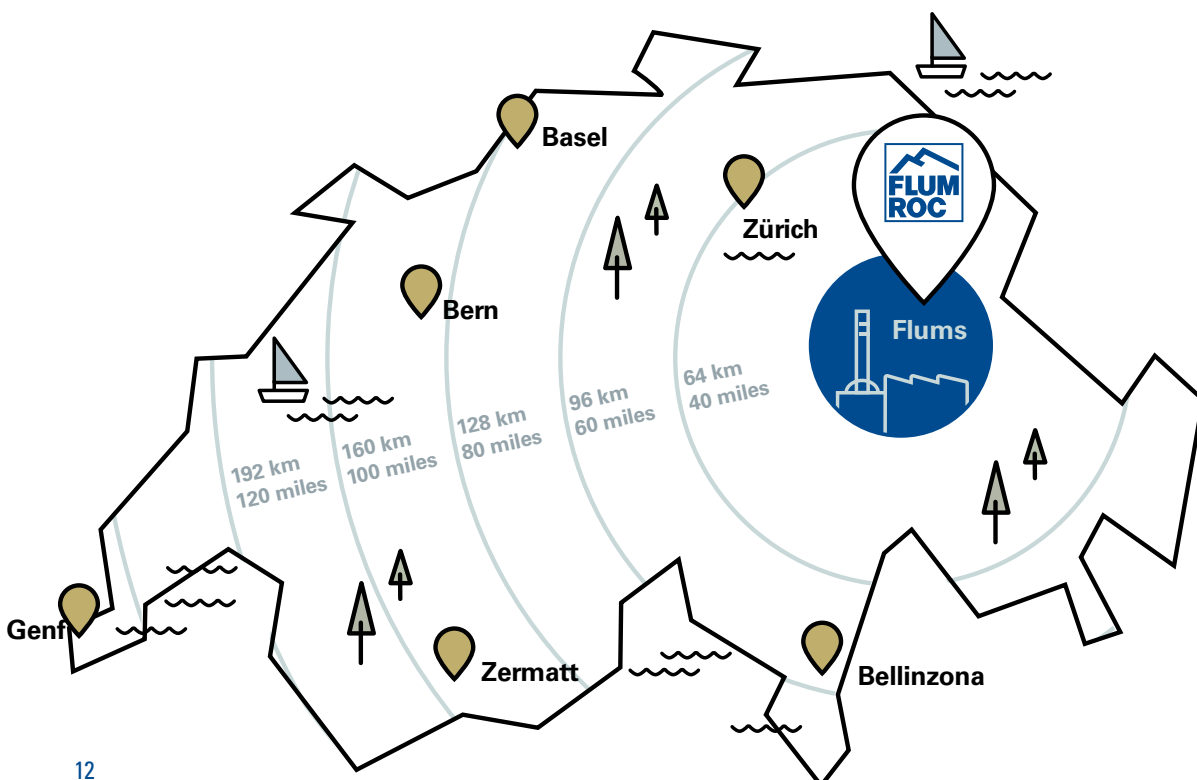 Basel
FLUM
ROC
Zürich
Bern
Flums
64 km
40 miles
96 km
60 miles
128 km
80 miles
160 km
100 miles
192 km
120 miles
Genf
Zermatt
Bellinzona
12